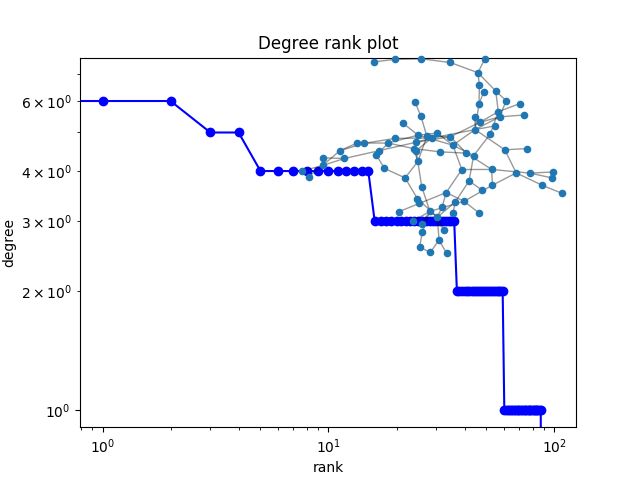 Degree rank plot
degree
6 × 10⁰
4 × 10⁰
3 × 10⁰
2 × 10⁰
10⁰
10⁰ 10¹ 10²
rank